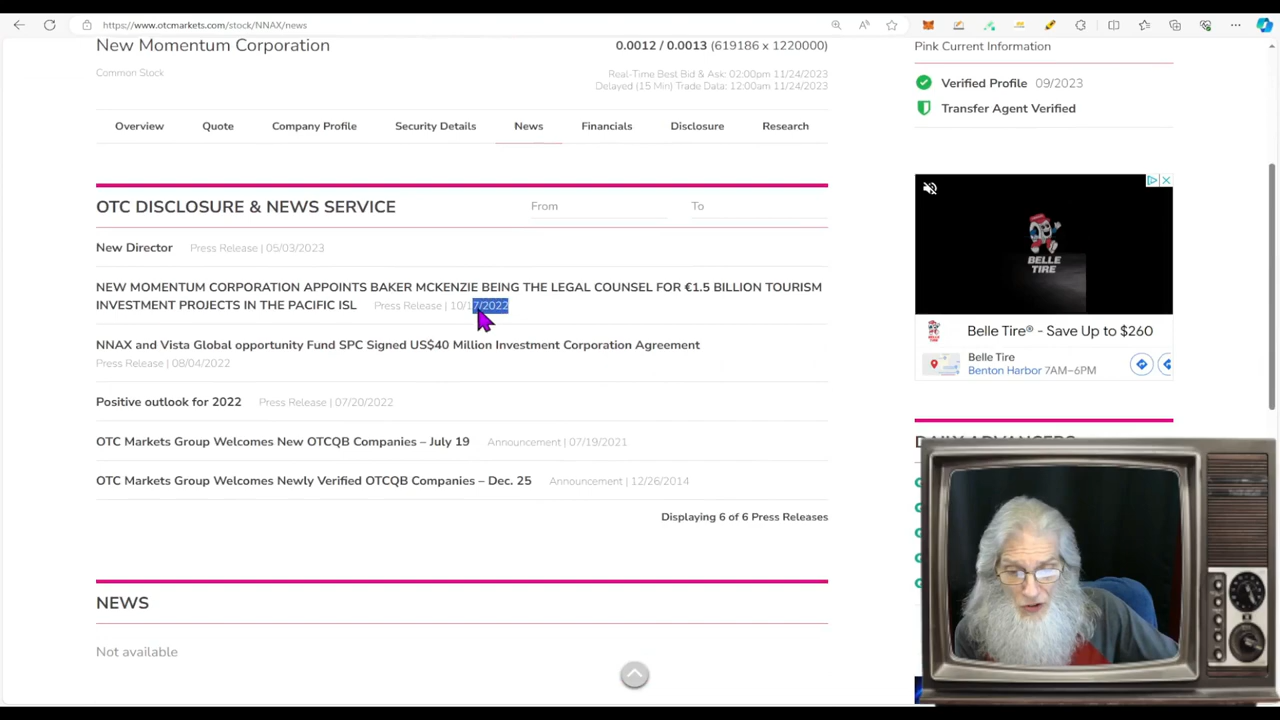 https://www.otcmarkets.com/stock/NNAX/news
New Momentum Corporation
0.0012 / 0.0013 (619186 x 1220000)
Common Stock
Real-Time Best Bid & Ask: 02:00pm 11/24/2023
Delayed (15 Min) Trade Data: 12:00am 11/24/2023
Overview Quote Company Profile Security Details News Financials Disclosure Research
OTC DISCLOSURE & NEWS SERVICE From To
New Director Press Release | 05/03/2023
NEW MOMENTUM CORPORATION APPOINTS BAKER MCKENZIE BEING THE LEGAL COUNSEL FOR €1.5 BILLION TOURISM
INVESTMENT PROJECTS IN THE PACIFIC ISL Press Release | 10/17/2022
NNAX and Vista Global opportunity Fund SPC Signed US$40 Million Investment Corporation Agreement
Press Release | 08/04/2022
Positive outlook for 2022 Press Release | 07/20/2022
OTC Markets Group Welcomes New OTCQB Companies – July 19 Announcement | 07/19/2021
OTC Markets Group Welcomes Newly Verified OTCQB Companies – Dec. 25 Announcement | 12/26/2014
Displaying 6 of 6 Press Releases
NEWS
Not available
Pink Current Information
Verified Profile 09/2023
Transfer Agent Verified
BELLE
TIRE
Belle Tire® - Save Up to $260
Belle Tire
Benton Harbor 7AM–6PM
DAILY ADVANCERS